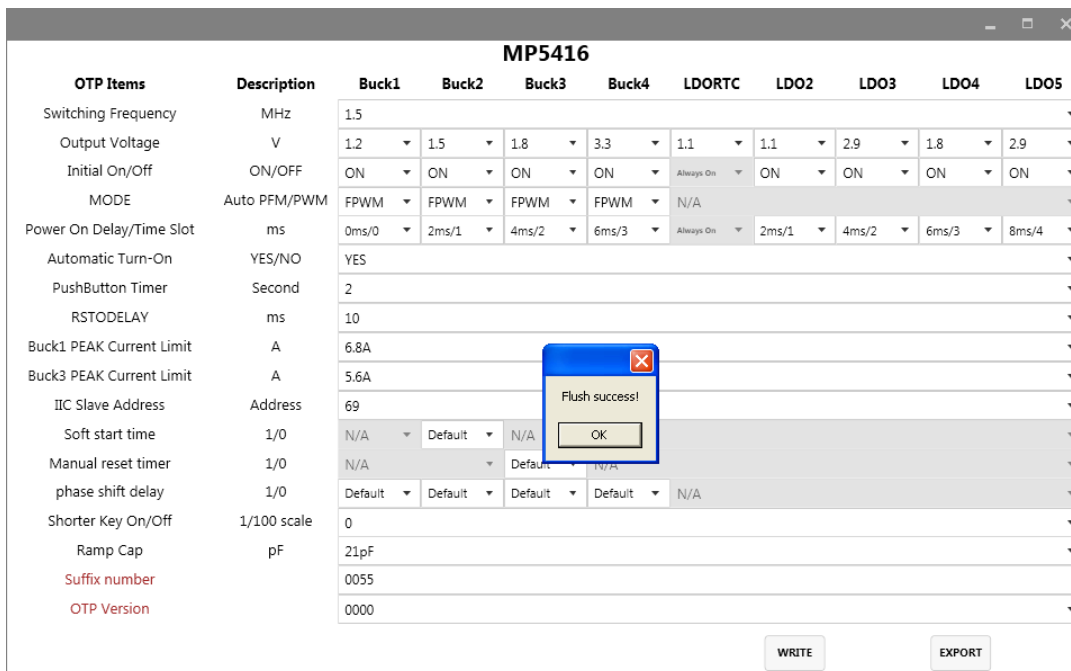 MP5416
OTP Items Description Buck1 Buck2 Buck3 Buck4 LDORTC LDO2 LDO3 LDO4 LDO5
Switching Frequency MHz 1.5
Output Voltage V 1.2 1.5 1.8 3.3 1.1 1.1 2.9 1.8 2.9
Initial On/Off ON/OFF ON ON ON ON Always On ON ON ON ON
MODE Auto PFM/PWM FPWM FPWM FPWM FPWM N/A
Power On Delay/Time Slot ms 0ms/0 2ms/1 4ms/2 6ms/3 Always On 2ms/1 4ms/2 6ms/3 8ms/4
Automatic Turn-On YES/NO YES
PushButton Timer Second 2
RSTODELAY ms 10
Buck1 PEAK Current Limit A 6.8A
Buck3 PEAK Current Limit A 5.6A
Flush success!
IIC Slave Address Address 69
Soft start time 1/0 N/A Default N/A
OK
Manual reset timer 1/0 N/A Default N/A
phase shift delay 1/0 Default Default Default Default N/A
Shorter Key On/Off 1/100 scale 0
Ramp Cap pF 21pF
Suffix number 0055
OTP Version 0000
WRITE EXPORT